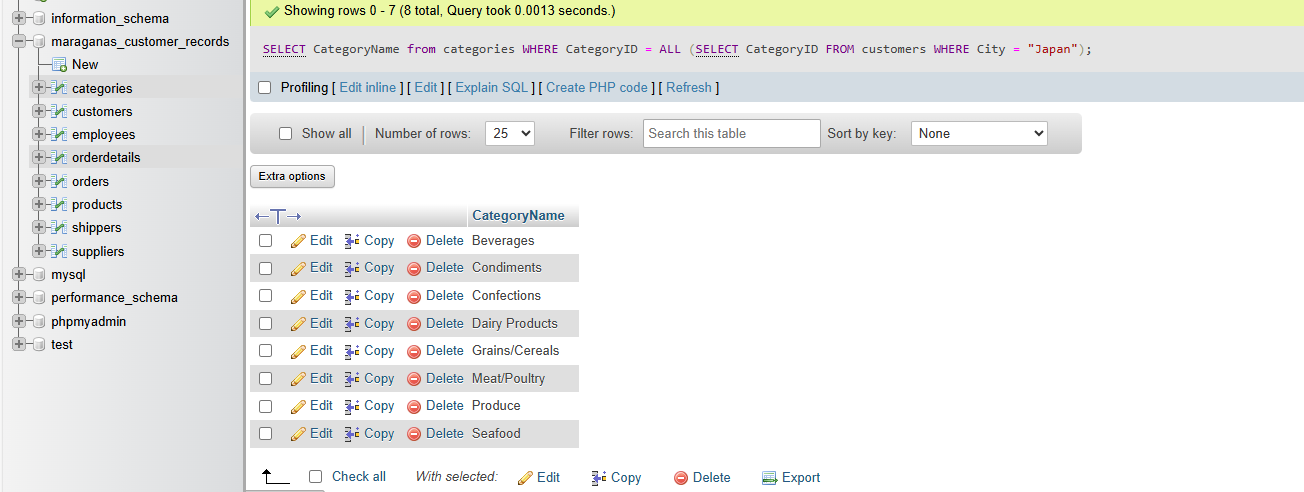 information_schema
maraganas_customer_records
New
categories
customers
employees
orderdetails
orders
products
shippers
suppliers
mysql
performance_schema
phpmyadmin
test
Showing rows 0 - 7 (8 total, Query took 0.0013 seconds.)
SELECT CategoryName from categories WHERE CategoryID = ALL (SELECT CategoryID FROM customers WHERE City = "Japan");
Profiling [ Edit inline ] [ Edit ] [ Explain SQL ] [ Create PHP code ] [ Refresh ]
Show all Number of rows: 25 Filter rows: Search this table Sort by key: None
Extra options
←T→ CategoryName
Edit Copy Delete Beverages
Edit Copy Delete Condiments
Edit Copy Delete Confections
Edit Copy Delete Dairy Products
Edit Copy Delete Grains/Cereals
Edit Copy Delete Meat/Poultry
Edit Copy Delete Produce
Edit Copy Delete Seafood
Check all With selected: Edit Copy Delete Export